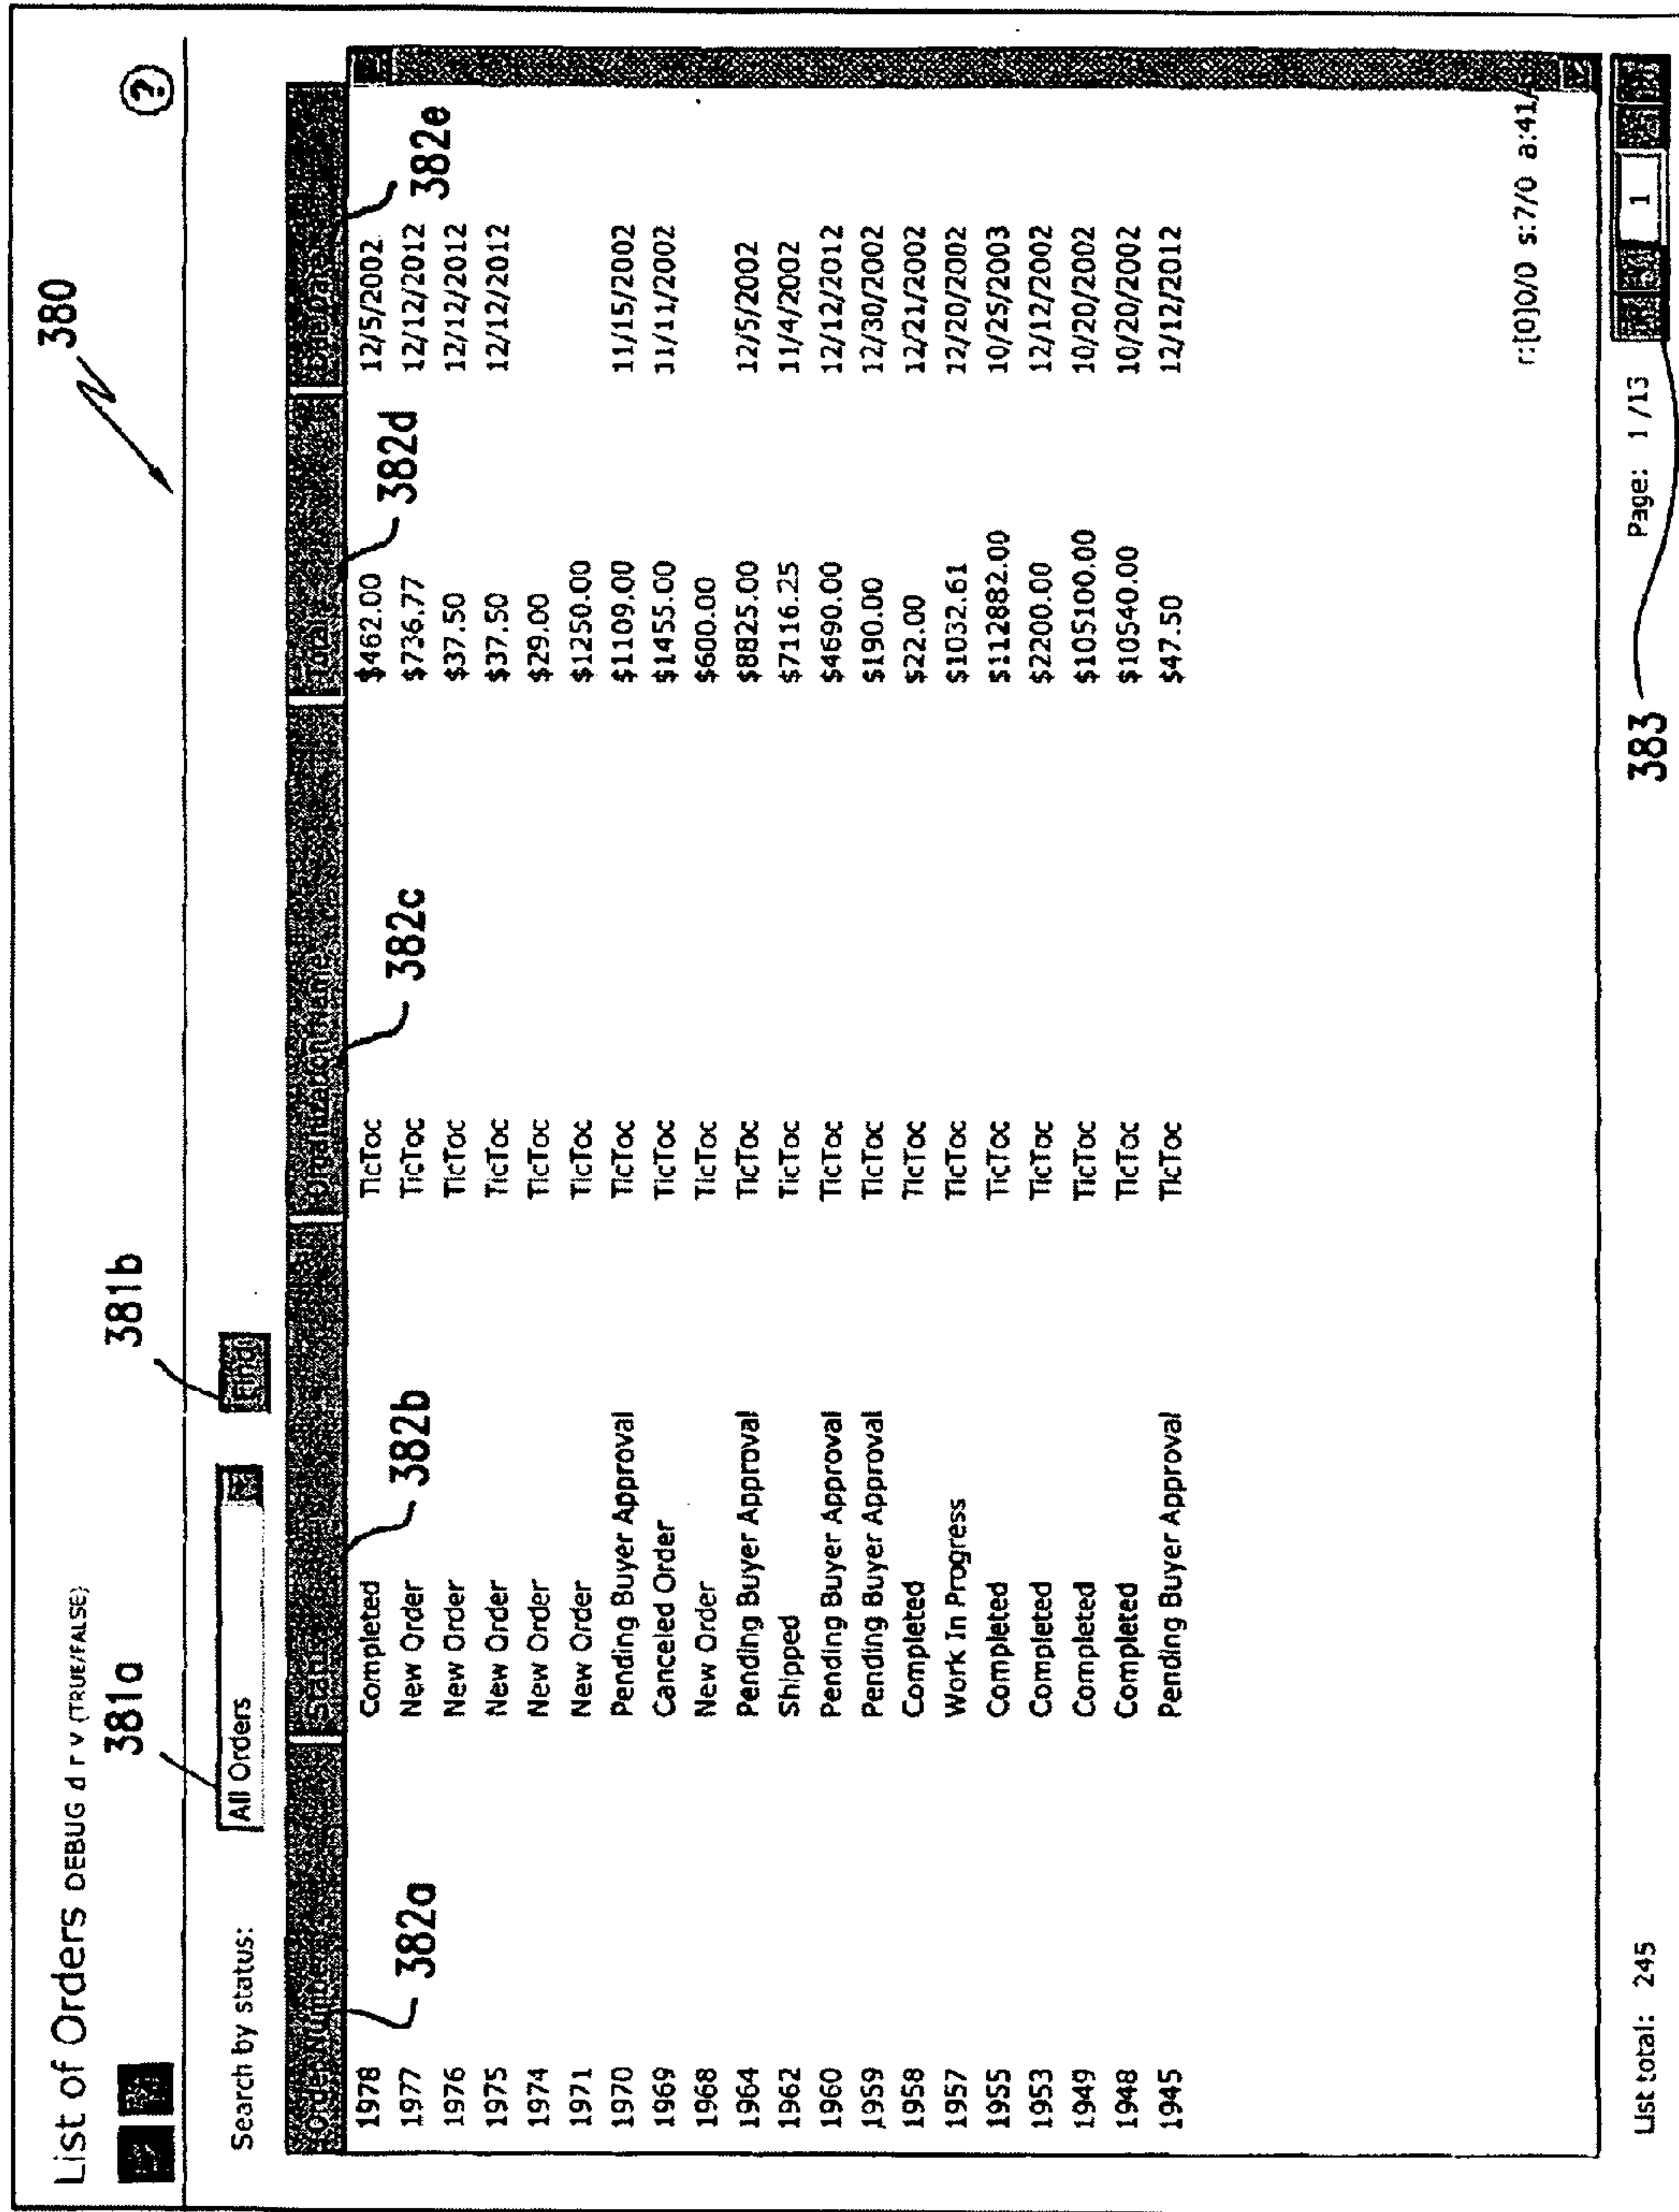 380
List of Orders DEBUG d r v (TRUE/FALSE)
?
381a
381b
Search by status:
All Orders
Find
Order Number Status Organization Name Total Due Date
382a
382b
382c
382d
382e
1978 Completed TicToc $462.00 12/5/2002
1977 New Order TicToc $736.77 12/12/2012
1976 New Order TicToc $37.50 12/12/2012
1975 New Order TicToc $37.50 12/12/2012
1974 New Order TicToc $29.00
1971 New Order TicToc $1250.00
1970 Pending Buyer Approval TicToc $1109.00 11/15/2002
1969 Canceled Order TicToc $1455.00 11/11/2002
1968 New Order TicToc $600.00
1964 Pending Buyer Approval TicToc $8825.00 12/5/2002
1962 Shipped TicToc $7116.25 11/4/2002
1960 Pending Buyer Approval TicToc $4690.00 12/12/2012
1959 Pending Buyer Approval TicToc $190.00 12/30/2002
1958 Completed TicToc $22.00 12/21/2002
1957 Work In Progress TicToc $1032.61 12/20/2002
1955 Completed TicToc $112882.00 10/25/2003
1953 Completed TicToc $2200.00 12/12/2002
1949 Completed TicToc $105100.00 10/20/2002
1948 Completed TicToc $10540.00 10/20/2002
1945 Pending Buyer Approval TicToc $47.50 12/12/2012
r:[0]0/0 s:7/0 a:41/
List total: 245
Page: 1 /13
1
383